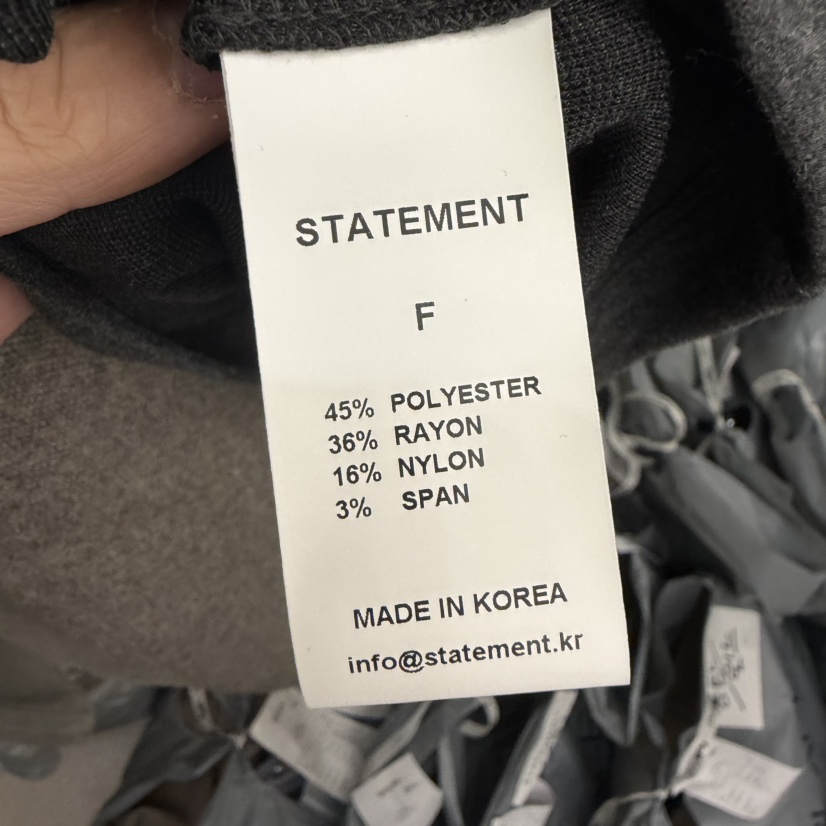 STATEMENT
F
45% POLYESTER
36% RAYON
16% NYLON
3% SPAN
MADE IN KOREA
info@statement.kr